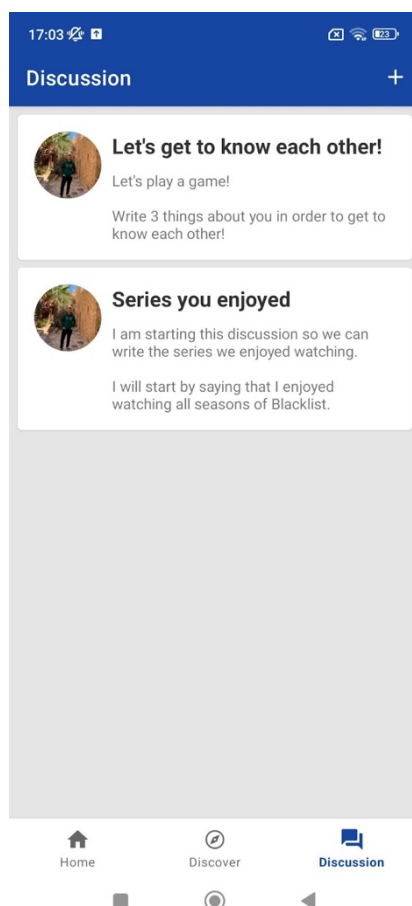 17:03
23
Discussion
Let's get to know each other!
Let's play a game!
Write 3 things about you in order to get to
know each other!
Series you enjoyed
I am starting this discussion so we can
write the series we enjoyed watching.
I will start by saying that I enjoyed
watching all seasons of Blacklist.
Home
Discover
Discussion